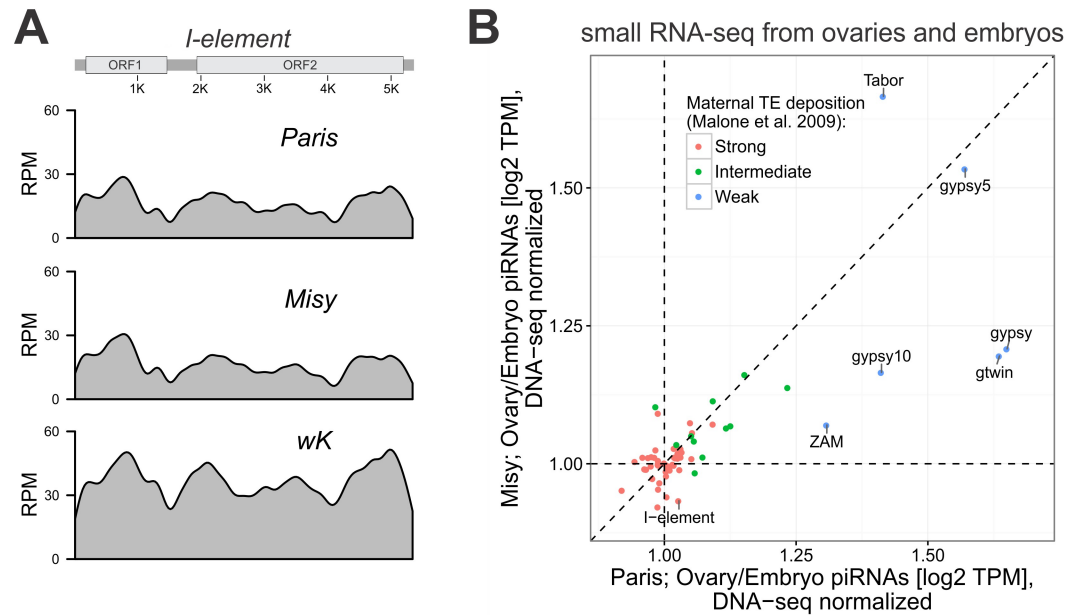 A
I-element
ORF1
ORF2
1K
2K
3K
4K
5K
60
30
0
RPM
Paris
60
30
0
RPM
Misy
60
30
0
RPM
wK
B
small RNA-seq from ovaries and embryos
Misy; Ovary/Embryo piRNAs [log2 TPM],
DNA−seq normalized
1.50
1.25
1.00
Maternal TE deposition
(Malone et al. 2009):
Strong
Intermediate
Weak
Tabor
gypsy5
gypsy
gtwin
gypsy10
ZAM
I−element
1.00
1.25
1.50
Paris; Ovary/Embryo piRNAs [log2 TPM],
DNA−seq normalized